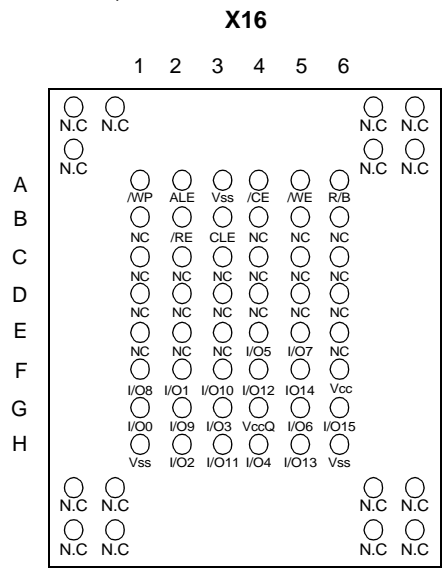 X16
1 2 3 4 5 6
N.C N.C N.C N.C
N.C N.C N.C
A
/WP ALE Vss /CE /WE R/B
B
NC /RE CLE NC NC NC
C
NC NC NC NC NC NC
D
NC NC NC NC NC NC
E
NC NC NC I/O5 I/O7 NC
F
I/O8 I/O1 I/O10 I/O12 IO14 Vcc
G
I/O0 I/O9 I/O3 VccQ I/O6 I/O15
H
Vss I/O2 I/O11 I/O4 I/O13 Vss
N.C N.C N.C N.C
N.C N.C N.C N.C